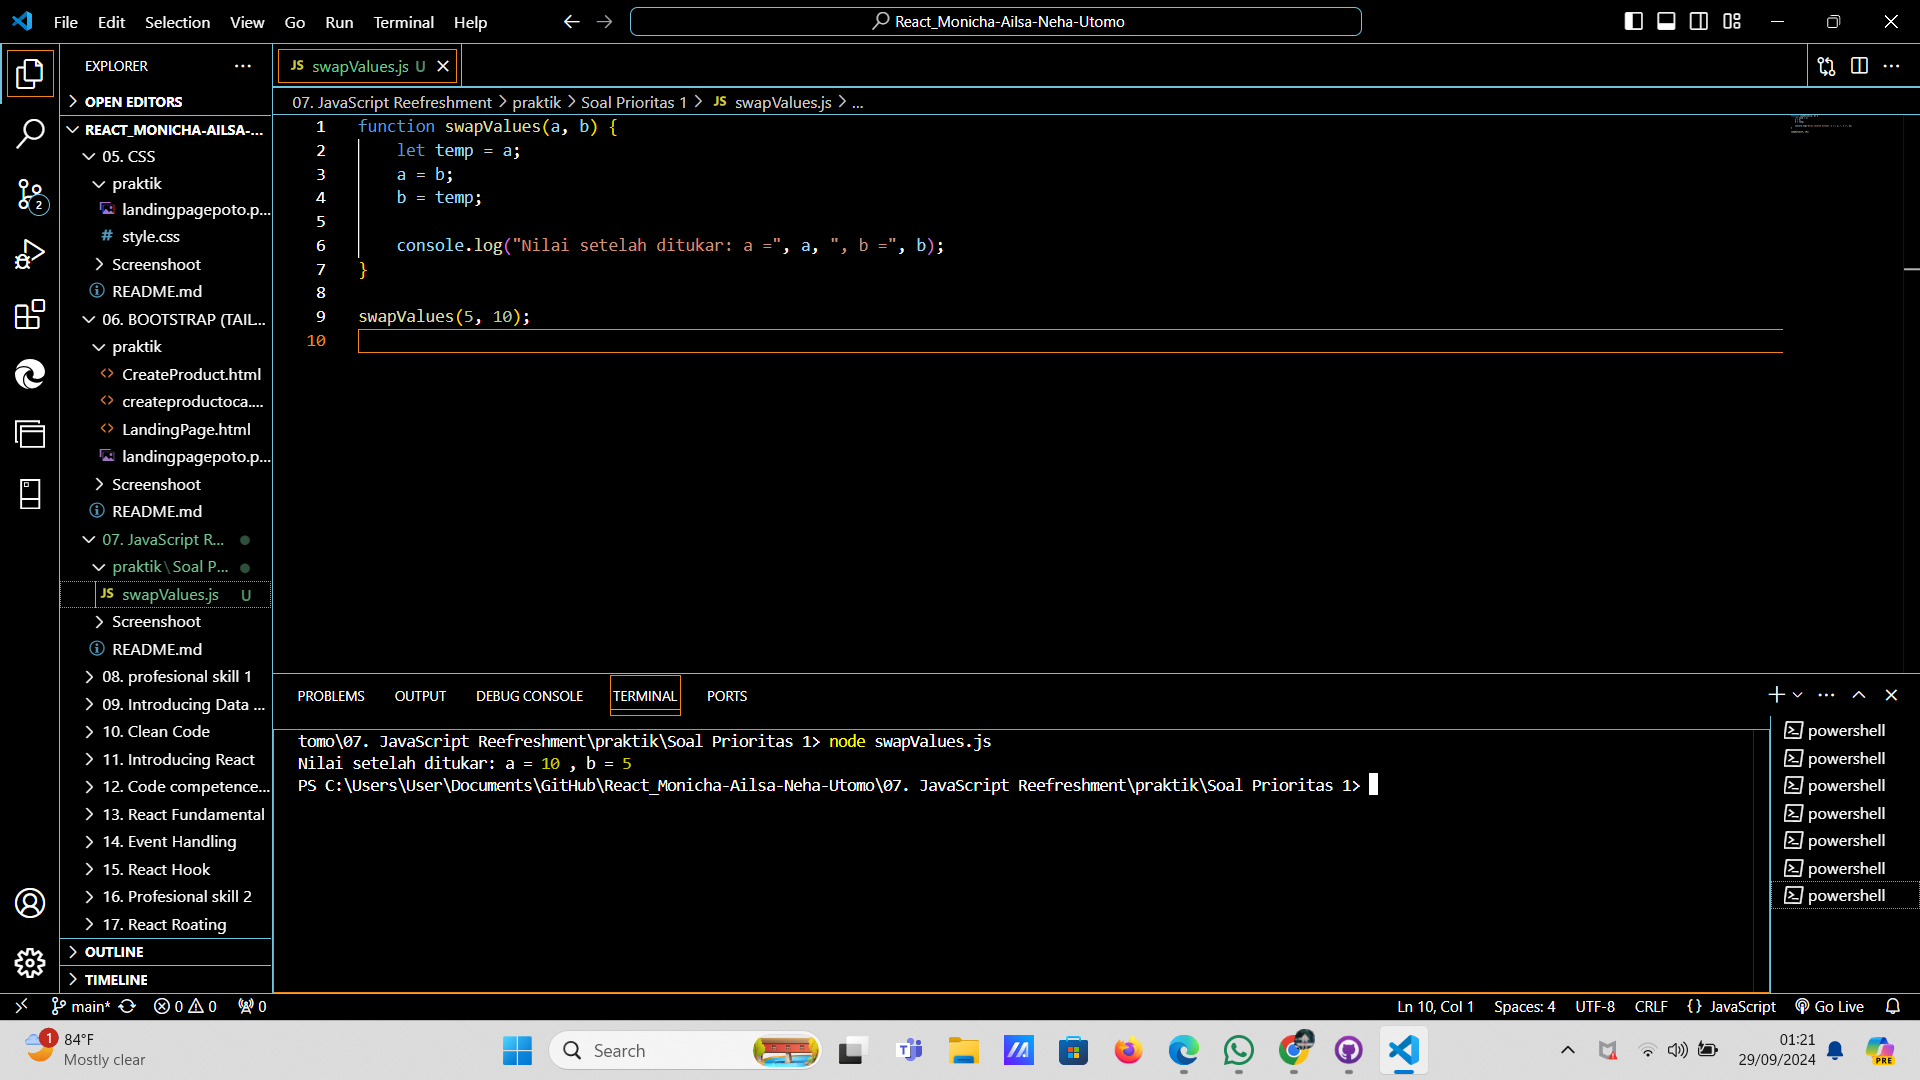 File Edit Selection View Go Run Terminal Help
React_Monicha-Ailsa-Neha-Utomo
EXPLORER
OPEN EDITORS
REACT_MONICHA-AILSA-...
05. CSS
praktik
landingpagepoto.p...
# style.css
Screenshoot
README.md
06. BOOTSTRAP (TAIL...
praktik
CreateProduct.html
createproductoca....
LandingPage.html
landingpagepoto.p...
Screenshoot
README.md
07. JavaScript R...
praktik\Soal P...
JS swapValues.js U
Screenshoot
README.md
08. profesional skill 1
09. Introducing Data ...
10. Clean Code
11. Introducing React
12. Code competence...
13. React Fundamental
14. Event Handling
15. React Hook
16. Profesional skill 2
17. React Roating
OUTLINE
TIMELINE
2
JS swapValues.js U
07. JavaScript Reefreshment > praktik > Soal Prioritas 1 > JS swapValues.js > ...
1 function swapValues(a, b) {
2 let temp = a;
3 a = b;
4 b = temp;
5
6 console.log("Nilai setelah ditukar: a =", a, ", b =", b);
7 }
8
9 swapValues(5, 10);
10
PROBLEMS OUTPUT DEBUG CONSOLE TERMINAL PORTS
tomo\07. JavaScript Reefreshment\praktik\Soal Prioritas 1> node swapValues.js
Nilai setelah ditukar: a = 10 , b = 5
PS C:\Users\User\Documents\GitHub\React_Monicha-Ailsa-Neha-Utomo\07. JavaScript Reefreshment\praktik\Soal Prioritas 1>
powershell
powershell
powershell
powershell
powershell
powershell
powershell
main* 0 0 0
Ln 10, Col 1 Spaces: 4 UTF-8 CRLF {} JavaScript Go Live
1
84°F
Mostly clear
Search
01:21
29/09/2024
PRE